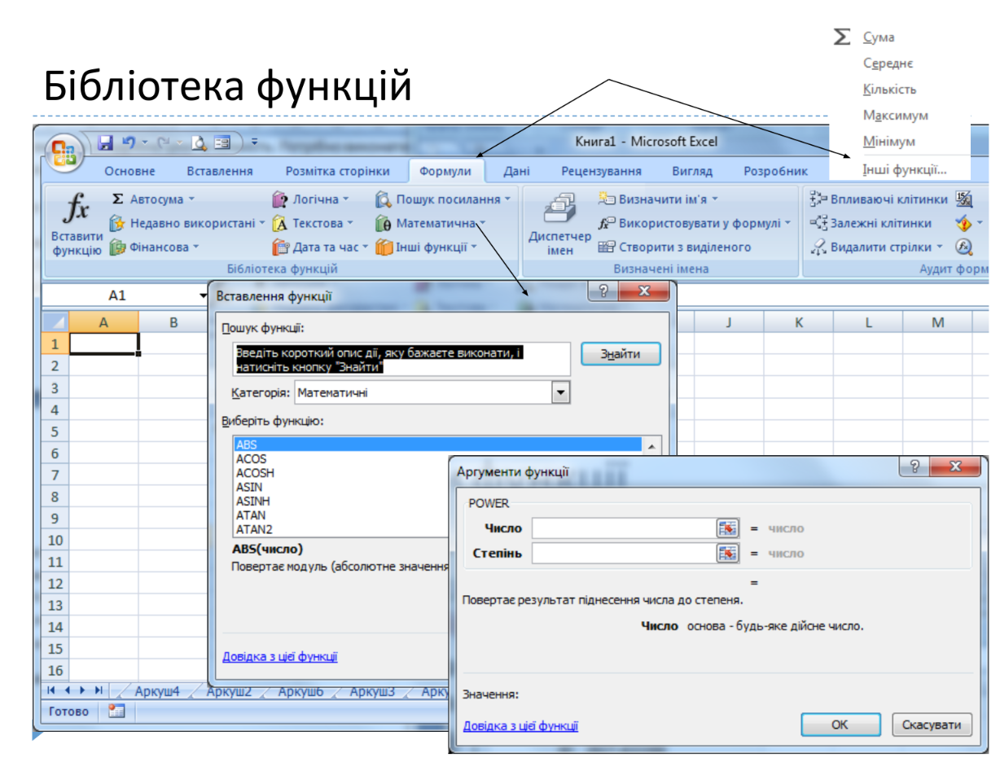 Σ Сума
Середнє
Кількість
Максимум
Мінімум
Інші функції...
Бібліотека функцій
Книга1 - Microsoft Excel
Основне Вставлення Розмітка сторінки Формули Дані Рецензування Вигляд Розробник
fx Вставити функцію
Σ Автосума
Недавно використані
Фінансова
Логічна
Текстова
Дата та час
Пошук посилання
Математична
Інші функції
Бібліотека функцій
Диспетчер імен
Визначити ім'я
Використовувати у формулі
Створити з виділеного
Визначені імена
Впливаючі клітинки
Залежні клітинки
Видалити стрілки
Аудит форм
A1
A B J K L M
1
2
3
4
5
6
7
8
9
10
11
12
13
14
15
16
Вставлення функції
Пошук функції:
Введіть короткий опис дії, яку бажаєте виконати, і
натисніть кнопку "Знайти"
Знайти
Категорія: Математичні
Виберіть функцію:
ABS
ACOS
ACOSH
ASIN
ASINH
ATAN
ATAN2
ABS(число)
Повертає модуль (абсолютне значення
Довідка з цієї функції
Аргументи функції
POWER
Число = число
Степінь = число
=
Повертає результат піднесення числа до степеня.
Число основа - будь-яке дійсне число.
Значення:
Довідка з цієї функції
OK Скасувати
Аркуш4 Аркуш2 Аркуш6 Аркуш3 Арку
Готово